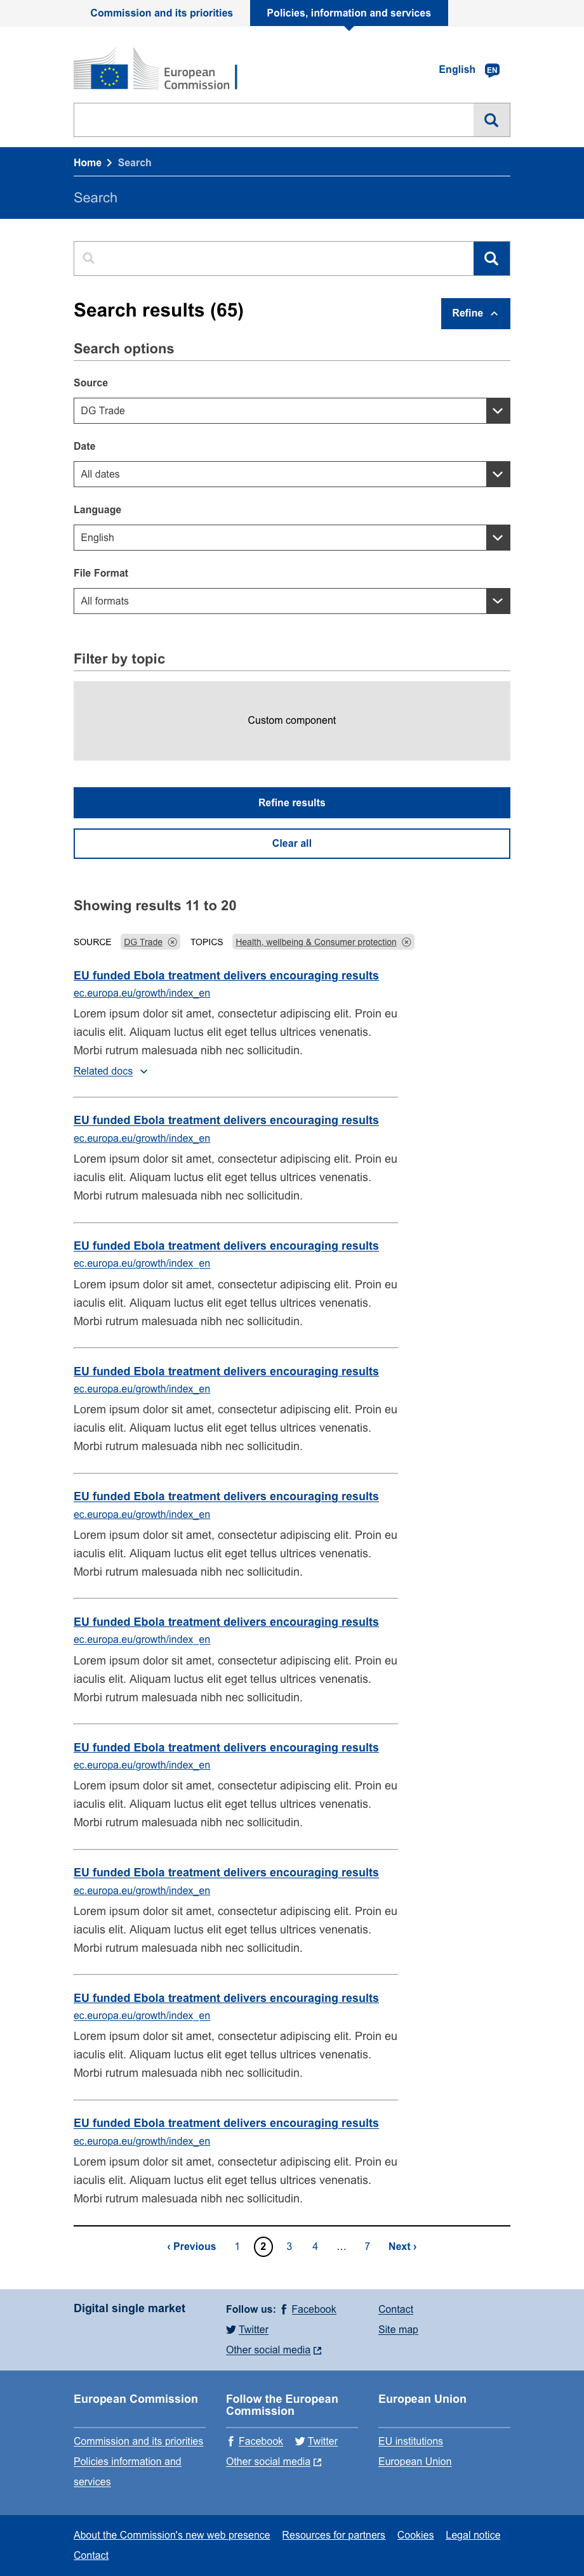 Commission and its priorities
Policies, information and services
European
Commission
English EN
Home > Search
Search
Search results (65)
Refine
Search options
Source
DG Trade
Date
All dates
Language
English
File Format
All formats
Filter by topic
Custom component
Refine results
Clear all
Showing results 11 to 20
SOURCE DG Trade TOPICS Health, wellbeing & Consumer protection
EU funded Ebola treatment delivers encouraging results
ec.europa.eu/growth/index_en
Lorem ipsum dolor sit amet, consectetur adipiscing elit. Proin eu
iaculis elit. Aliquam luctus elit eget tellus ultrices venenatis.
Morbi rutrum malesuada nibh nec sollicitudin.
Related docs
EU funded Ebola treatment delivers encouraging results
ec.europa.eu/growth/index_en
Lorem ipsum dolor sit amet, consectetur adipiscing elit. Proin eu
iaculis elit. Aliquam luctus elit eget tellus ultrices venenatis.
Morbi rutrum malesuada nibh nec sollicitudin.
EU funded Ebola treatment delivers encouraging results
ec.europa.eu/growth/index_en
Lorem ipsum dolor sit amet, consectetur adipiscing elit. Proin eu
iaculis elit. Aliquam luctus elit eget tellus ultrices venenatis.
Morbi rutrum malesuada nibh nec sollicitudin.
EU funded Ebola treatment delivers encouraging results
ec.europa.eu/growth/index_en
Lorem ipsum dolor sit amet, consectetur adipiscing elit. Proin eu
iaculis elit. Aliquam luctus elit eget tellus ultrices venenatis.
Morbi rutrum malesuada nibh nec sollicitudin.
EU funded Ebola treatment delivers encouraging results
ec.europa.eu/growth/index_en
Lorem ipsum dolor sit amet, consectetur adipiscing elit. Proin eu
iaculis elit. Aliquam luctus elit eget tellus ultrices venenatis.
Morbi rutrum malesuada nibh nec sollicitudin.
EU funded Ebola treatment delivers encouraging results
ec.europa.eu/growth/index_en
Lorem ipsum dolor sit amet, consectetur adipiscing elit. Proin eu
iaculis elit. Aliquam luctus elit eget tellus ultrices venenatis.
Morbi rutrum malesuada nibh nec sollicitudin.
EU funded Ebola treatment delivers encouraging results
ec.europa.eu/growth/index_en
Lorem ipsum dolor sit amet, consectetur adipiscing elit. Proin eu
iaculis elit. Aliquam luctus elit eget tellus ultrices venenatis.
Morbi rutrum malesuada nibh nec sollicitudin.
EU funded Ebola treatment delivers encouraging results
ec.europa.eu/growth/index_en
Lorem ipsum dolor sit amet, consectetur adipiscing elit. Proin eu
iaculis elit. Aliquam luctus elit eget tellus ultrices venenatis.
Morbi rutrum malesuada nibh nec sollicitudin.
EU funded Ebola treatment delivers encouraging results
ec.europa.eu/growth/index_en
Lorem ipsum dolor sit amet, consectetur adipiscing elit. Proin eu
iaculis elit. Aliquam luctus elit eget tellus ultrices venenatis.
Morbi rutrum malesuada nibh nec sollicitudin.
EU funded Ebola treatment delivers encouraging results
ec.europa.eu/growth/index_en
Lorem ipsum dolor sit amet, consectetur adipiscing elit. Proin eu
iaculis elit. Aliquam luctus elit eget tellus ultrices venenatis.
Morbi rutrum malesuada nibh nec sollicitudin.
‹ Previous 1 2 3 4 … 7 Next ›
Digital single market
Follow us: Facebook
Twitter
Other social media
Contact
Site map
European Commission
Commission and its priorities
Policies information and
services
Follow the European
Commission
Facebook Twitter
Other social media
European Union
EU institutions
European Union
About the Commission's new web presence Resources for partners Cookies Legal notice
Contact